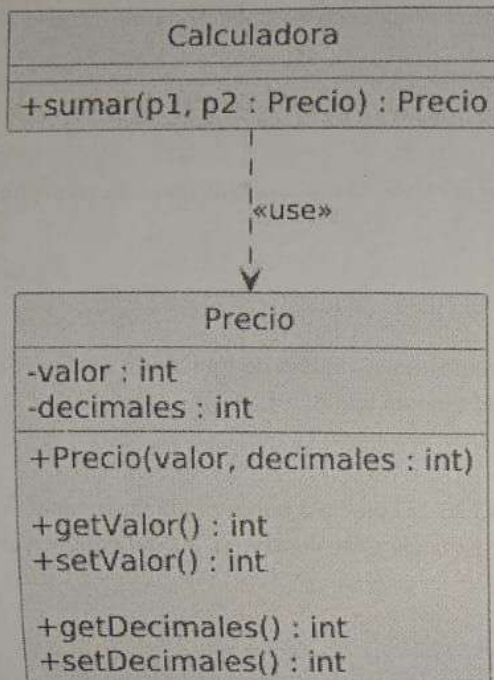 Calculadora
+sumar(p1, p2 : Precio) : Precio
«use»
Precio
-valor : int
-decimales : int
+Precio(valor, decimales : int)
+getValor() : int
+setValor() : int
+getDecimales() : int
+setDecimales() : int